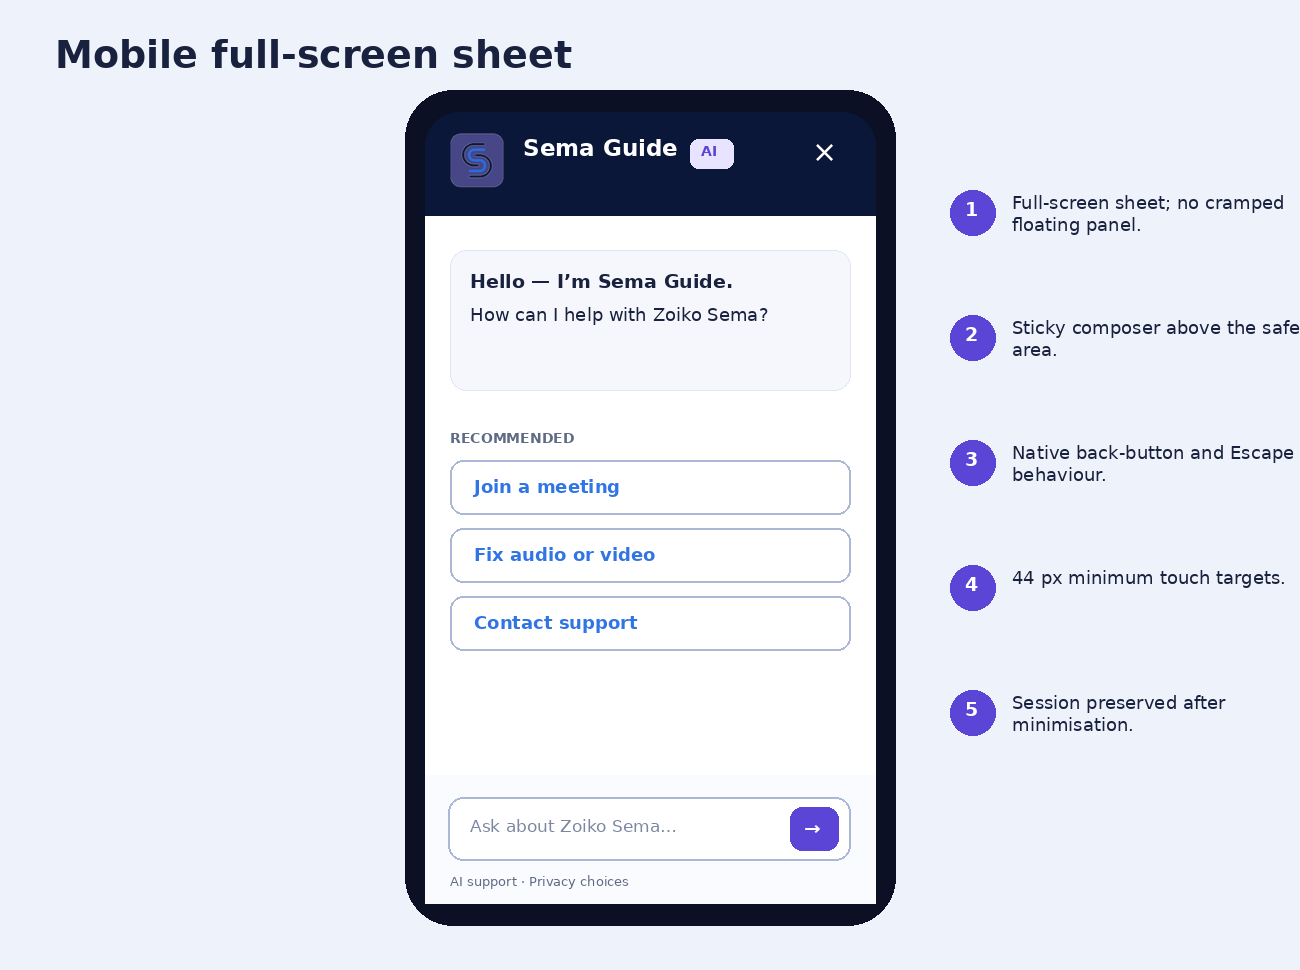 Mobile full-screen sheet
Sema Guide AI ×
Hello — I’m Sema Guide.
How can I help with Zoiko Sema?
RECOMMENDED
Join a meeting
Fix audio or video
Contact support
Ask about Zoiko Sema... →
AI support · Privacy choices
1 Full-screen sheet; no cramped
floating panel.
2 Sticky composer above the safe
area.
3 Native back-button and Escape
behaviour.
4 44 px minimum touch targets.
5 Session preserved after
minimisation.